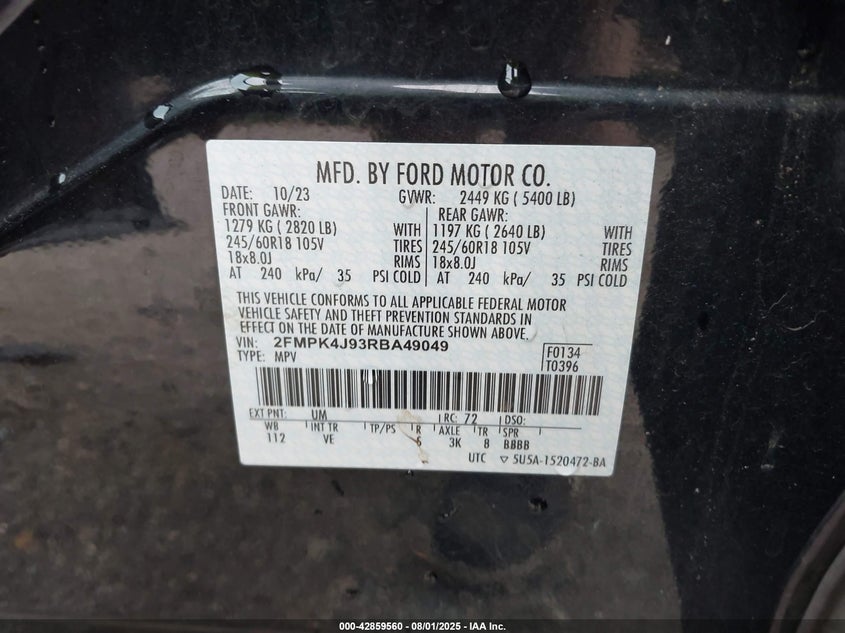 MFD. BY FORD MOTOR CO.
DATE: 10/23 GVWR: 2449 KG ( 5400 LB)
FRONT GAWR: REAR GAWR:
1279 KG ( 2820 LB) WITH 1197 KG ( 2640 LB) WITH
245/60R18 105V TIRES 245/60R18 105V TIRES
18x8.0J RIMS 18x8.0J RIMS
AT 240 kPa/ 35 PSI COLD AT 240 kPa/ 35 PSI COLD
THIS VEHICLE CONFORMS TO ALL APPLICABLE FEDERAL MOTOR
VEHICLE SAFETY AND THEFT PREVENTION STANDARDS IN
EFFECT ON THE DATE OF MANUFACTURE SHOWN ABOVE.
VIN: 2FMPK4J93RBA49049
TYPE: MPV
F0134
T0396
EXT PNT: UM RC: 72 DSO:
WB INT TR TP/PS R AXLE TR SPR
112 VE 6 3K 8 BBBB
UTC ▽ 5U5A-1520472-BA
000-42859560 - 08/01/2025 - IAA Inc.